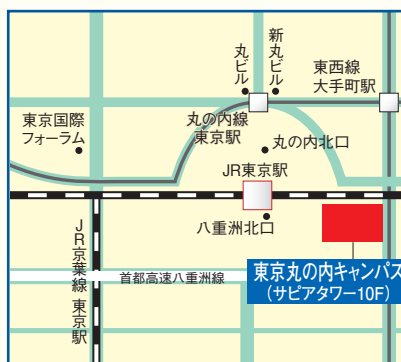 丸ビル
新丸ビル
東西線
大手町駅
東京国際
フォーラム
丸の内線
東京駅
丸の内北口
JR東京駅
八重洲北口
JR京葉線 東京駅
首都高速八重洲線
東京丸の内キャンパス
(サピアタワー10F)